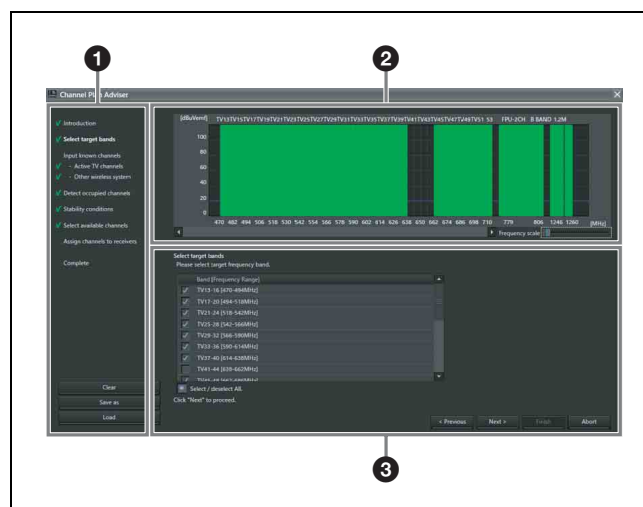 1
2
Channel Plan Adviser
Introduction
Select target bands
Input known channels
- Active TV channels
- Other wireless system
Detect occupied channels
Stability conditions
Select available channels
Assign channels to receivers
Complete
Clear
Save as
Load
[dBuVemf] TV13TV15TV17TV19TV21TV23TV25TV27TV29TV31TV33TV35TV37TV39TV41TV43TV45TV47TV49TV51 53 FPU-2CH B BAND 1.2M
100
80
60
40
20
0
470 482 494 506 518 530 542 554 566 578 590 602 614 626 638 650 662 674 686 698 710 779 806 1246 1260 [MHz]
Frequency scale
Select target bands
Please select target frequency band.
Band [Frequency Range]
TV13-16 [470-494MHz]
TV17-20 [494-518MHz]
TV21-24 [518-542MHz]
TV25-28 [542-566MHz]
TV29-32 [566-590MHz]
TV33-36 [590-614MHz]
TV37-40 [614-638MHz]
TV41-44 [639-662MHz]
Select / deselect All.
Click "Next" to proceed.
< Previous Next > Finish Abort
3